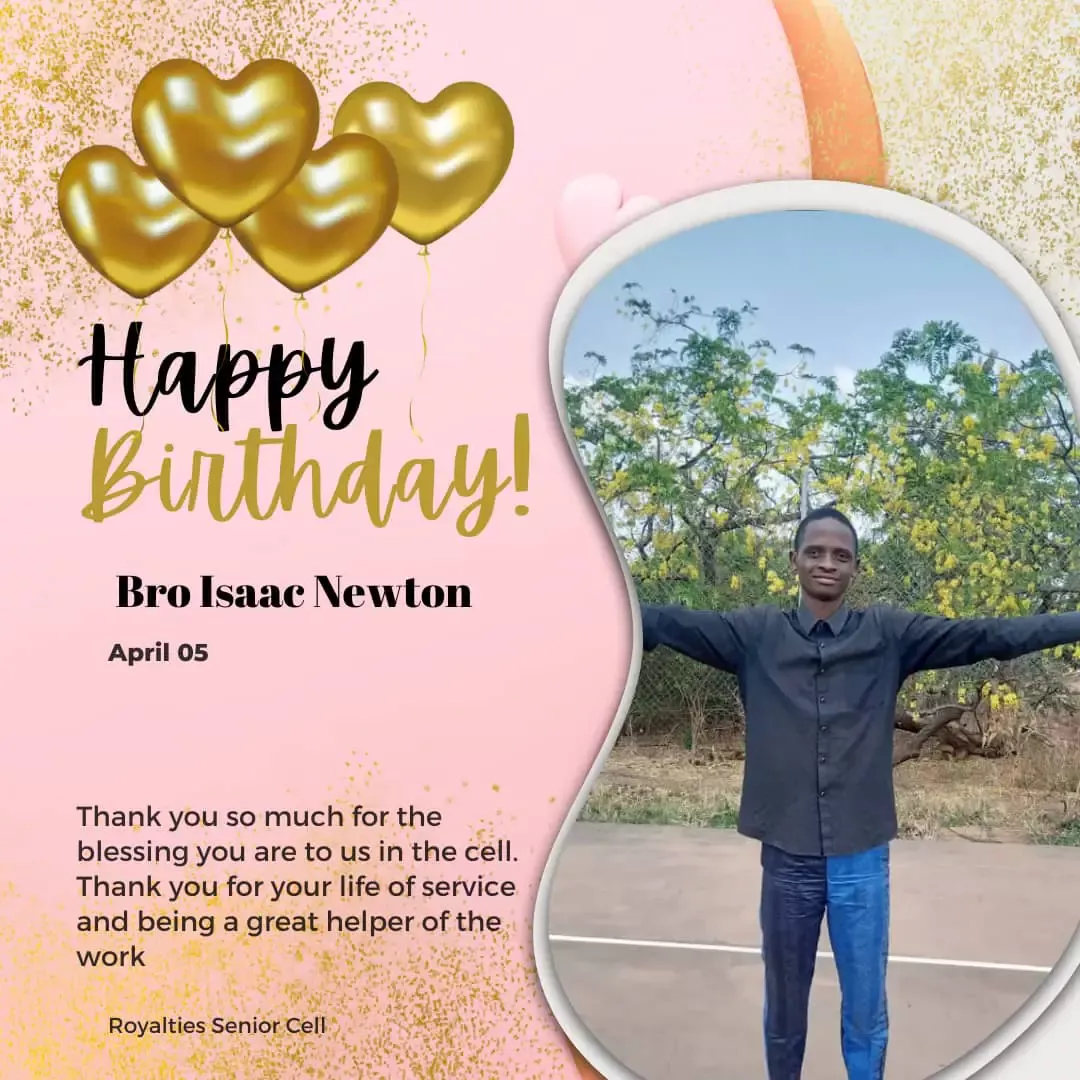 Happy
Birthday!
Bro Isaac Newton
April 05
Thank you so much for the
blessing you are to us in the cell.
Thank you for your life of service
and being a great helper of the
work
Royalties Senior Cell